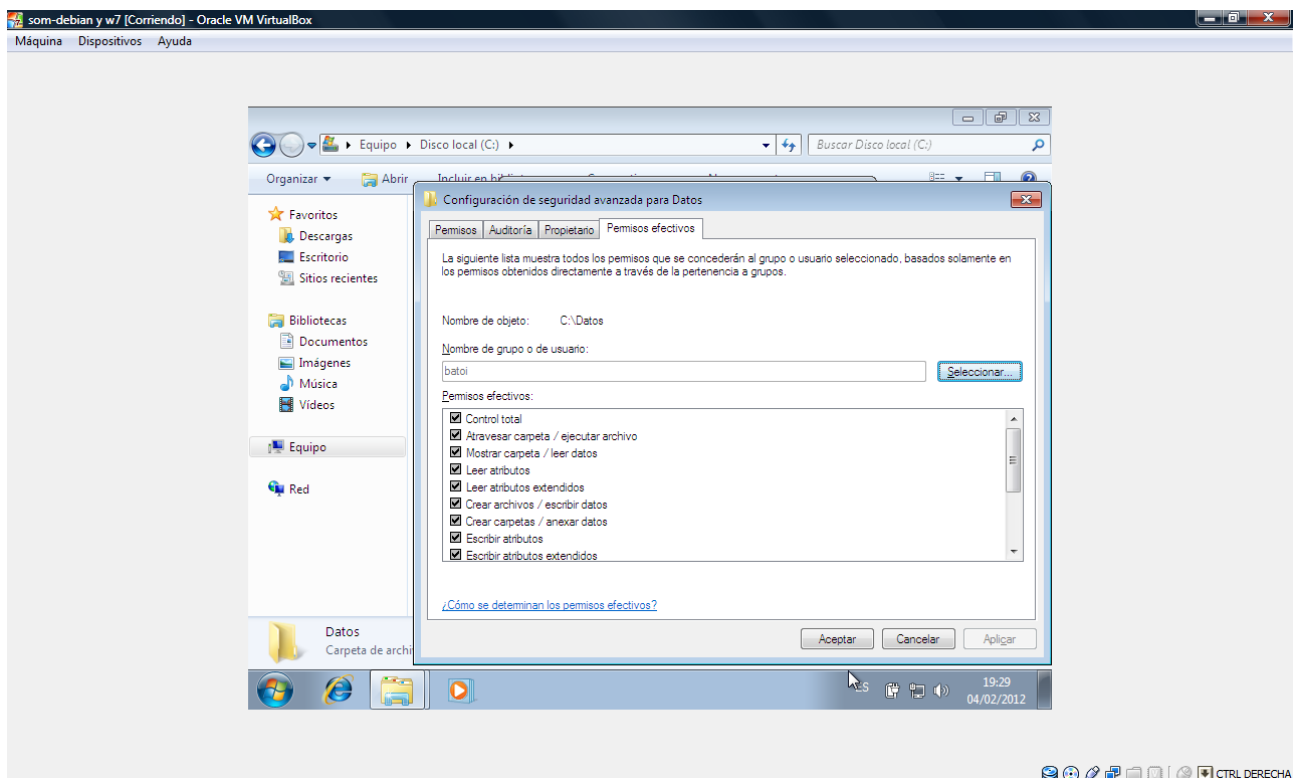 som-debian y w7 [Corriendo] - Oracle VM VirtualBox
Máquina Dispositivos Ayuda
Equipo Disco local (C:)
Buscar Disco local (C:)
Organizar Abrir
Favoritos
Descargas
Escritorio
Sitios recientes
Bibliotecas
Documentos
Imágenes
Música
Vídeos
Equipo
Red
Configuración de seguridad avanzada para Datos
Permisos Auditoría Propietario Permisos efectivos
La siguiente lista muestra todos los permisos que se concederán al grupo o usuario seleccionado, basados solamente en
los permisos obtenidos directamente a través de la pertenencia a grupos.
Nombre de objeto: C:\Datos
Nombre de grupo o de usuario:
batoi
Seleccionar...
Permisos efectivos:
Control total
Atravesar carpeta / ejecutar archivo
Mostrar carpeta / leer datos
Leer atributos
Leer atributos extendidos
Crear archivos / escribir datos
Crear carpetas / anexar datos
Escribir atributos
Escribir atributos extendidos
¿Cómo se determinan los permisos efectivos?
Aceptar Cancelar Aplicar
Datos
Carpeta de archi
19:29
04/02/2012
CTRL DERECHA